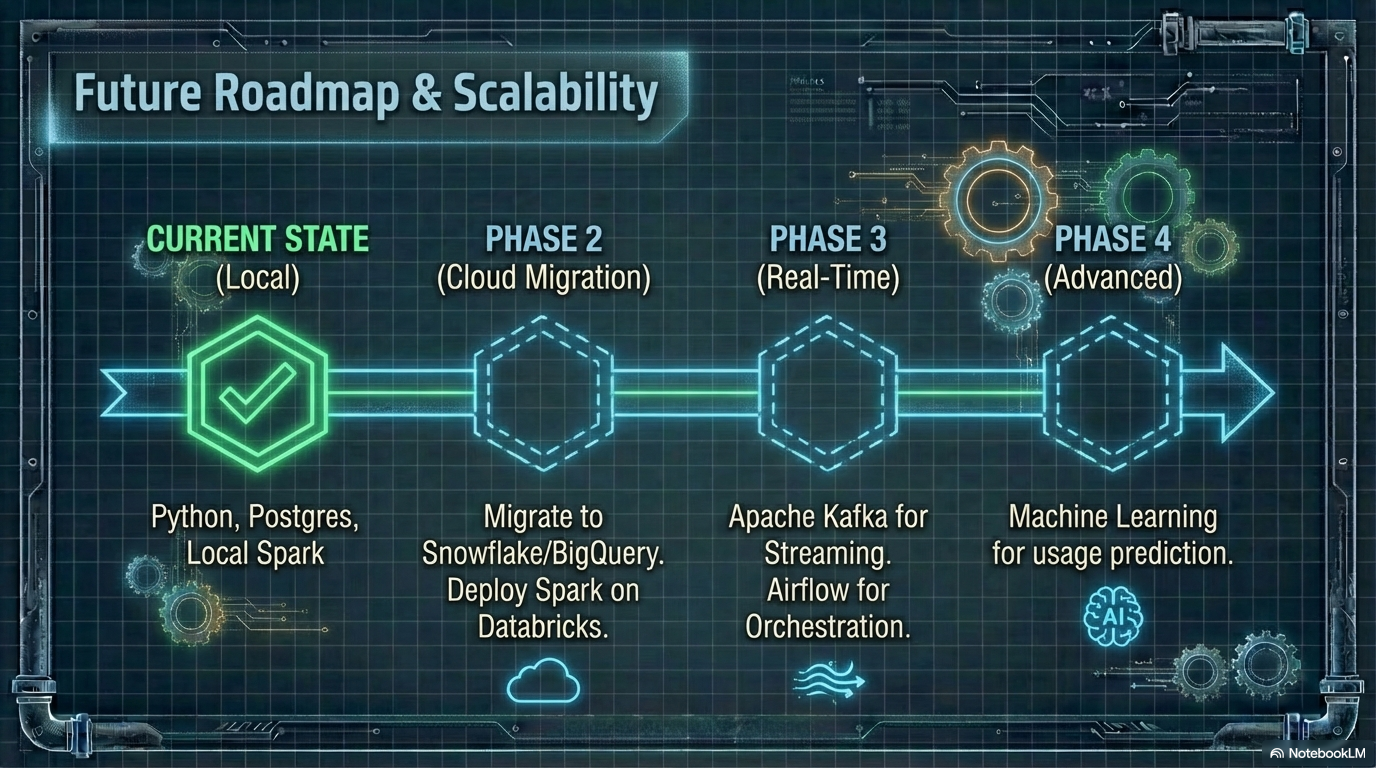 Future Roadmap & Scalability
CURRENT STATE
(Local)
PHASE 2
(Cloud Migration)
PHASE 3
(Real-Time)
PHASE 4
(Advanced)
Python, Postgres,
Local Spark
Migrate to
Snowflake/BigQuery.
Deploy Spark on
Databricks.
Apache Kafka for
Streaming.
Airflow for
Orchestration.
Machine Learning
for usage prediction.
AI
NotebookLM